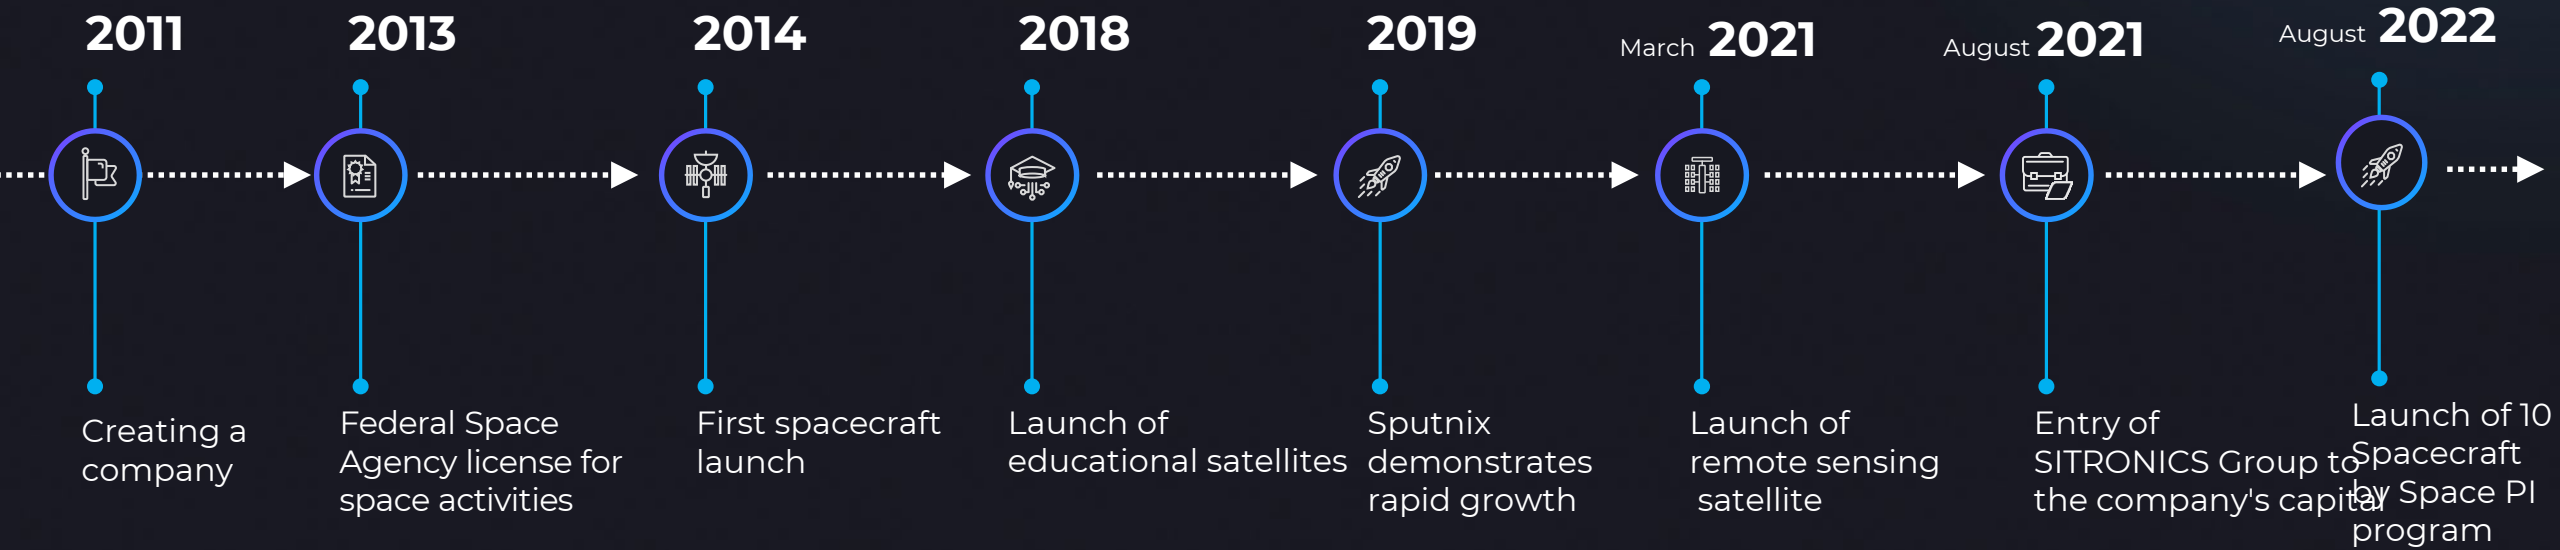 2011
2013
2014
2018
2019
March 2021
August 2021
August 2022
Creating a
company
Federal Space
Agency license for
space activities
First spacecraft
launch
Launch of
educational satellites
Sputnix
demonstrates
rapid growth
Launch of
remote sensing
satellite
Entry of
SITRONICS Group to
the company's capital
Launch of 10
Spacecraft
by Space PI
program